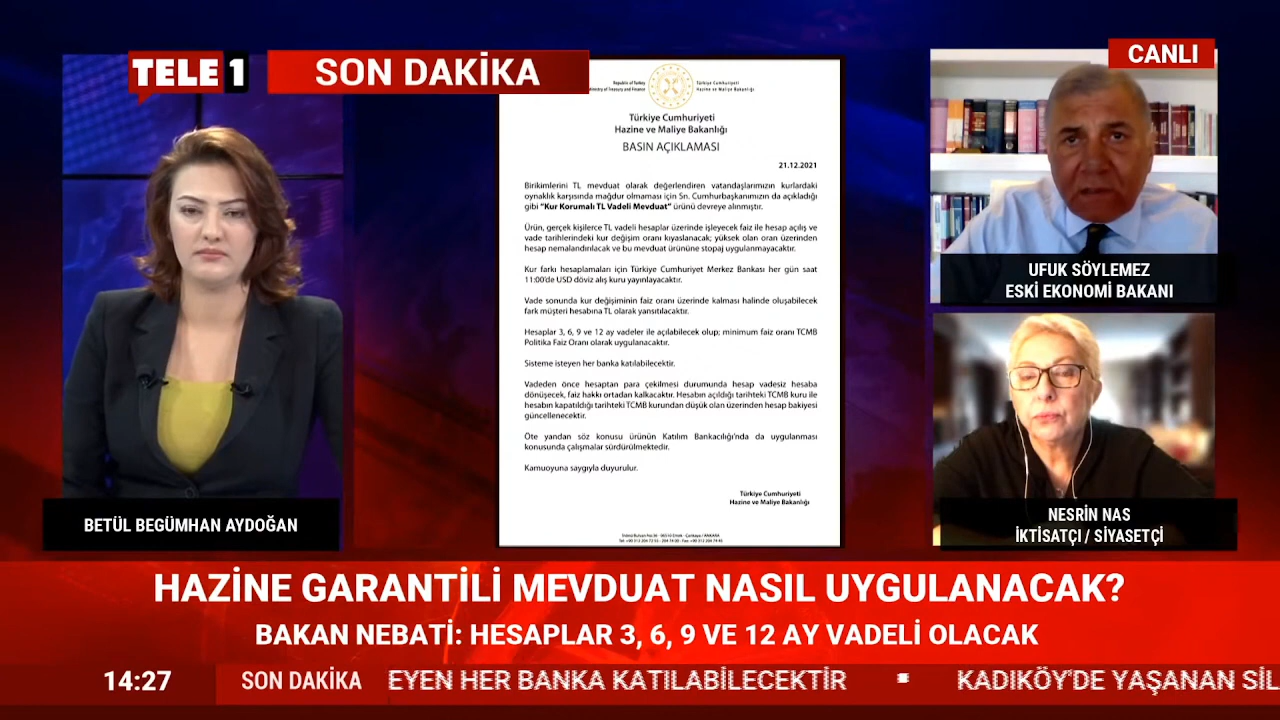 TELE 1
SON DAKİKA
CANLI
Republic of Turkey
Ministry of Treasury and Finance
Türkiye Cumhuriyeti
Hazine ve Maliye Bakanlığı
Türkiye Cumhuriyeti
Hazine ve Maliye Bakanlığı
BASIN AÇIKLAMASI
21.12.2021
Birikimlerini TL mevduat olarak değerlendiren vatandaşlarımızın kurlardaki
oynaklık karşısında mağdur olmaması için Sn. Cumhurbaşkanımızın da açıkladığı
gibi "Kur Korumalı TL Vadeli Mevduat" ürünü devreye alınmıştır.
Ürün, gerçek kişilerce TL vadeli hesaplar üzerinde işleyecek faiz ile hesap açılış ve
vade tarihlerindeki kur değişim oranı kıyaslanacak; yüksek olan oran üzerinden
hesap nemalandırılacak ve bu mevduat ürününe stopaj uygulanmayacaktır.
Kur farkı hesaplamaları için Türkiye Cumhuriyet Merkez Bankası her gün saat
11:00'de USD döviz alış kuru yayınlayacaktır.
Vade sonunda kur değişiminin faiz oranı üzerinde kalması halinde oluşabilecek
fark müşteri hesabına TL olarak yansıtılacaktır.
Hesaplar 3, 6, 9 ve 12 ay vadeler ile açılabilecek olup; minimum faiz oranı TCMB
Politika Faiz Oranı olarak uygulanacaktır.
Sisteme isteyen her banka katılabilecektir.
Vadeden önce hesaptan para çekilmesi durumunda hesap vadesiz hesaba
dönüşecek, faiz hakkı ortadan kalkacaktır. Hesabın açıldığı tarihteki TCMB kuru ile
hesabın kapatıldığı tarihteki TCMB kurundan düşük olan üzerinden hesap bakiyesi
güncellenecektir.
Öte yandan söz konusu ürünün Katılım Bankacılığı'nda da uygulanması
konusunda çalışmalar sürdürülmektedir.
Kamuoyuna saygıyla duyurulur.
Türkiye Cumhuriyeti
Hazine ve Maliye Bakanlığı
UFUK SÖYLEMEZ
ESKİ EKONOMİ BAKANI
NESRİN NAS
İKTİSATÇI / SİYASETÇİ
BETÜL BEGÜMHAN AYDOĞAN
HAZİNE GARANTİLİ MEVDUAT NASIL UYGULANACAK?
BAKAN NEBATİ: HESAPLAR 3, 6, 9 VE 12 AY VADELİ OLACAK
14:27 SON DAKİKA EYEN HER BANKA KATILABİLECEKTİR KADIKÖY'DE YAŞANAN SİL